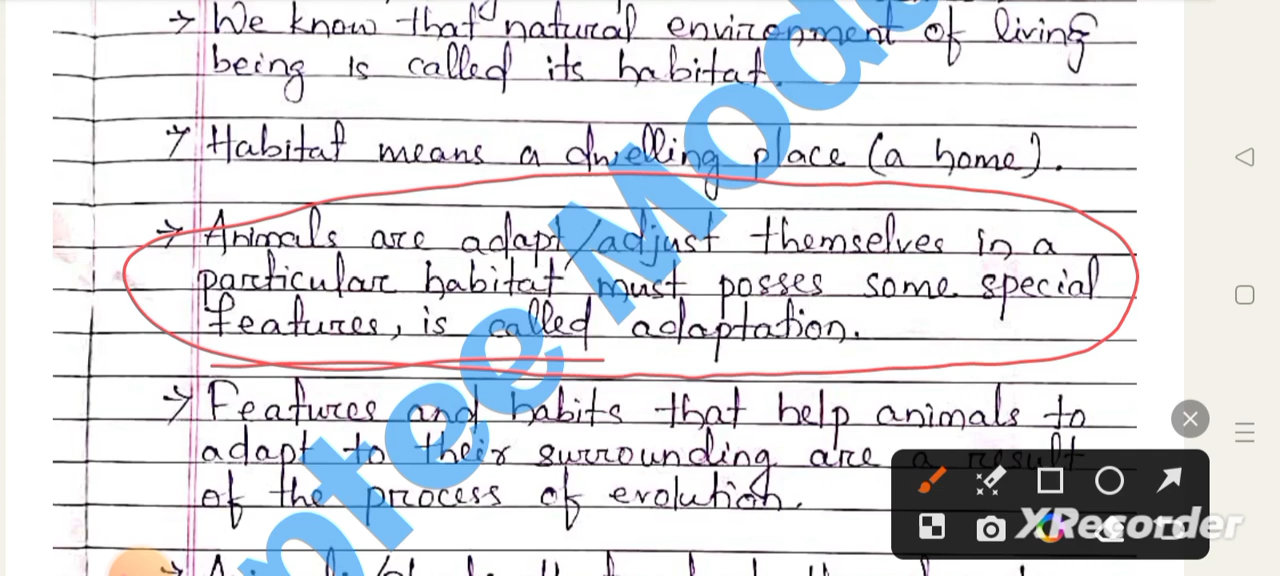 → We know that natural environment of living
being is called its habitat.
→ Habitat means a dwelling place (a home).
→ Animals are adapt/adjust themselves in a
particular habitat must posses some special
features, is called adaptation.
→ Features and habits that help animals to
adapt to their surrounding are a result
of the process of evolution.
XRecorder